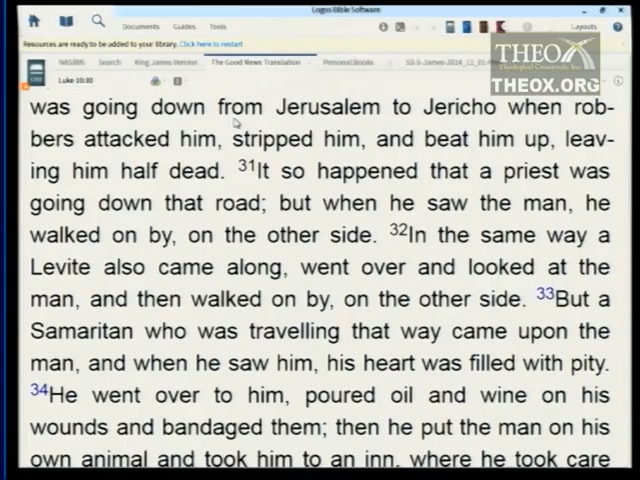 Logos Bible Software
Documents Guides Tools Layouts
Resources are ready to be added to your library. Click here to restart
NASB95 Search King James Version The Good News Translation Personal Books
Luke 10:30
THEOX
THEOX.ORG
was going down from Jerusalem to Jericho when rob-
bers attacked him, stripped him, and beat him up, leav-
ing him half dead. 31It so happened that a priest was
going down that road; but when he saw the man, he
walked on by, on the other side. 32In the same way a
Levite also came along, went over and looked at the
man, and then walked on by, on the other side. 33But a
Samaritan who was travelling that way came upon the
man, and when he saw him, his heart was filled with pity.
34He went over to him, poured oil and wine on his
wounds and bandaged them; then he put the man on his
own animal and took him to an inn, where he took care